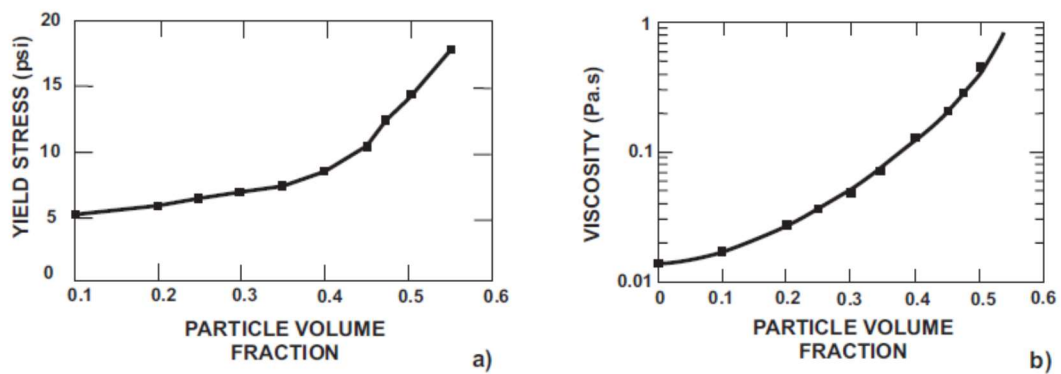 YIELD STRESS (psi)
20
15
10
5
0
0.1 0.2 0.3 0.4 0.5 0.6
PARTICLE VOLUME
FRACTION
a)
VISCOSITY (Pa.s)
1
0.1
0.01
0 0.1 0.2 0.3 0.4 0.5 0.6
PARTICLE VOLUME
FRACTION
b)